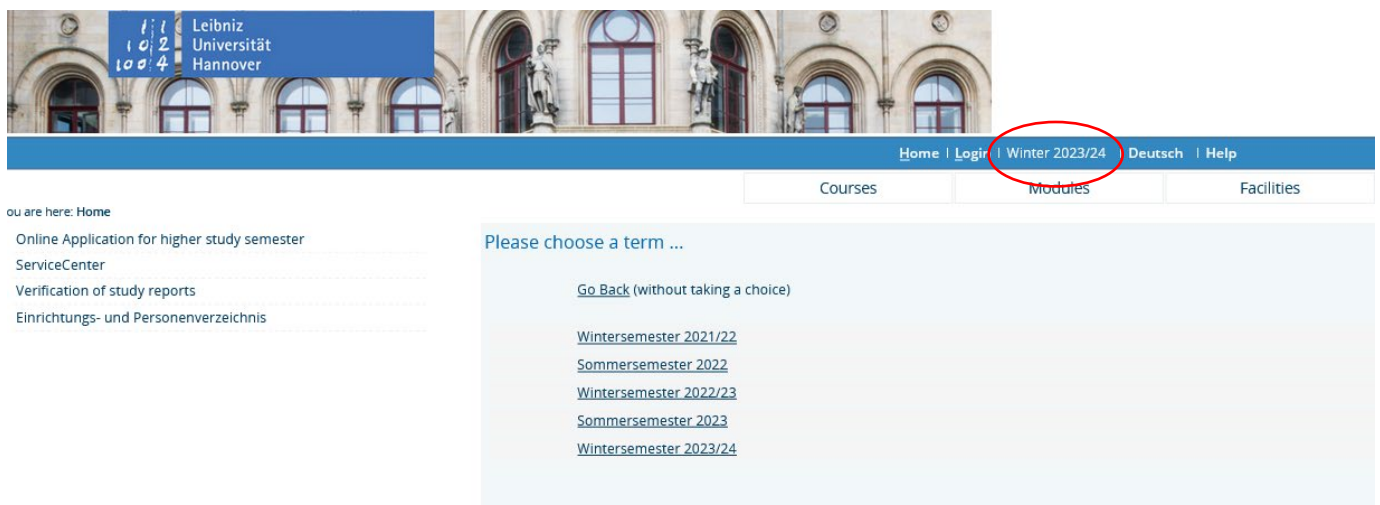 Leibniz
Universität
Hannover
Home | Login | Winter 2023/24 | Deutsch | Help
Courses Modules Facilities
ou are here: Home
Online Application for higher study semester
ServiceCenter
Verification of study reports
Einrichtungs- und Personenverzeichnis
Please choose a term ...
Go Back (without taking a choice)
Wintersemester 2021/22
Sommersemester 2022
Wintersemester 2022/23
Sommersemester 2023
Wintersemester 2023/24